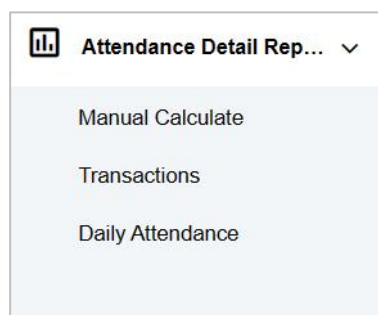 Attendance Detail Rep...
Manual Calculate
Transactions
Daily Attendance